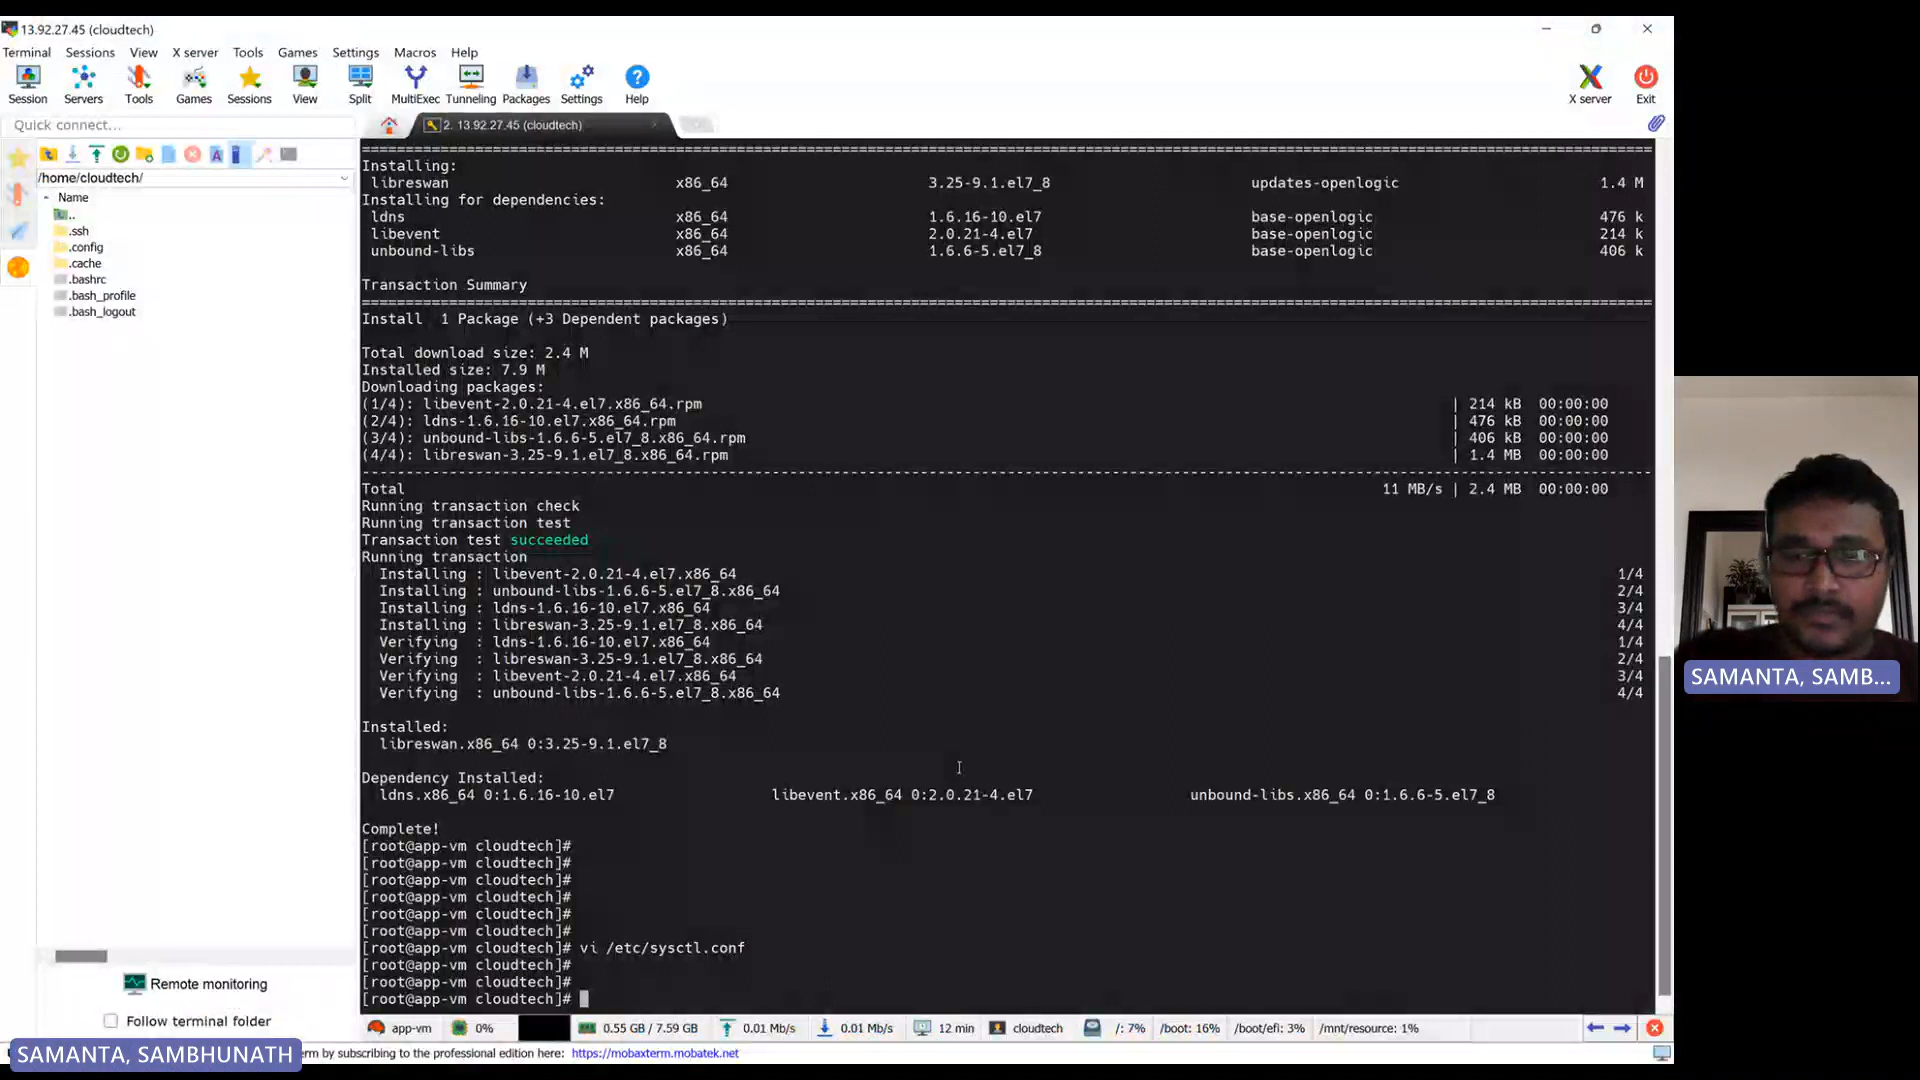 13.92.27.45 (cloudtech)
Terminal Sessions View X server Tools Games Settings Macros Help
Session Servers Tools Games Sessions View Split MultiExec Tunneling Packages Settings Help X server Exit
Quick connect...
2. 13.92.27.45 (cloudtech)
/home/cloudtech/
Name
..
.ssh
.config
.cache
.bashrc
.bash_profile
.bash_logout
Remote monitoring
Follow terminal folder
================================================================
Installing:
libreswan x86_64 3.25-9.1.el7_8 updates-openlogic 1.4 M
Installing for dependencies:
ldns x86_64 1.6.16-10.el7 base-openlogic 476 k
libevent x86_64 2.0.21-4.el7 base-openlogic 214 k
unbound-libs x86_64 1.6.6-5.el7_8 base-openlogic 406 k
Transaction Summary
================================================================
Install 1 Package (+3 Dependent packages)
Total download size: 2.4 M
Installed size: 7.9 M
Downloading packages:
(1/4): libevent-2.0.21-4.el7.x86_64.rpm | 214 kB 00:00:00
(2/4): ldns-1.6.16-10.el7.x86_64.rpm | 476 kB 00:00:00
(3/4): unbound-libs-1.6.6-5.el7_8.x86_64.rpm | 406 kB 00:00:00
(4/4): libreswan-3.25-9.1.el7_8.x86_64.rpm | 1.4 MB 00:00:00
----------------------------------------------------------------
Total 11 MB/s | 2.4 MB 00:00:00
Running transaction check
Running transaction test
Transaction test succeeded
Running transaction
Installing : libevent-2.0.21-4.el7.x86_64 1/4
Installing : unbound-libs-1.6.6-5.el7_8.x86_64 2/4
Installing : ldns-1.6.16-10.el7.x86_64 3/4
Installing : libreswan-3.25-9.1.el7_8.x86_64 4/4
Verifying : ldns-1.6.16-10.el7.x86_64 1/4
Verifying : libreswan-3.25-9.1.el7_8.x86_64 2/4
Verifying : libevent-2.0.21-4.el7.x86_64 3/4
Verifying : unbound-libs-1.6.6-5.el7_8.x86_64 4/4
Installed:
libreswan.x86_64 0:3.25-9.1.el7_8
Dependency Installed:
ldns.x86_64 0:1.6.16-10.el7 libevent.x86_64 0:2.0.21-4.el7 unbound-libs.x86_64 0:1.6.6-5.el7_8
Complete!
[root@app-vm cloudtech]#
[root@app-vm cloudtech]#
[root@app-vm cloudtech]#
[root@app-vm cloudtech]#
[root@app-vm cloudtech]#
[root@app-vm cloudtech]#
[root@app-vm cloudtech]# vi /etc/sysctl.conf
[root@app-vm cloudtech]#
[root@app-vm cloudtech]#
[root@app-vm cloudtech]#
app-vm 0% 0.55 GB / 7.59 GB 0.01 Mb/s 0.01 Mb/s 12 min cloudtech /: 7% /boot: 16% /boot/efi: 3% /mnt/resource: 1%
SAMANTA, SAMBHUNATH
rm by subscribing to the professional edition here: https://mobaxterm.mobatek.net
SAMANTA, SAMB...